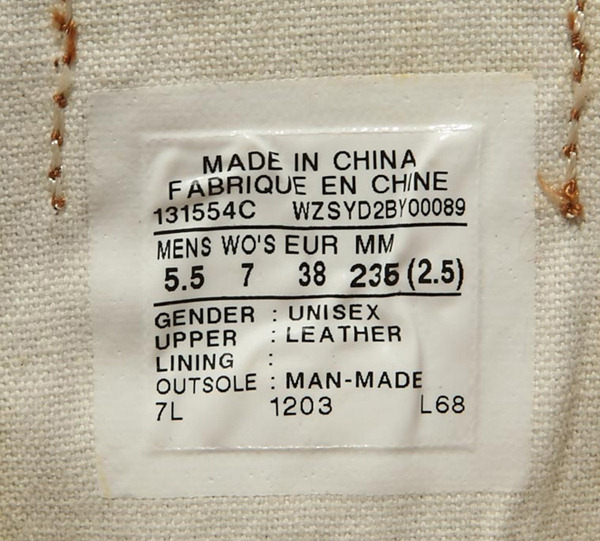 MADE IN CHINA
FABRIQUE EN CHINE
131554C WZSYD2BY00089
MENS WO'S EUR MM
5.5 7 38 235 (2.5)
GENDER : UNISEX
UPPER : LEATHER
LINING :
OUTSOLE : MAN-MADE
7L 1203 L68